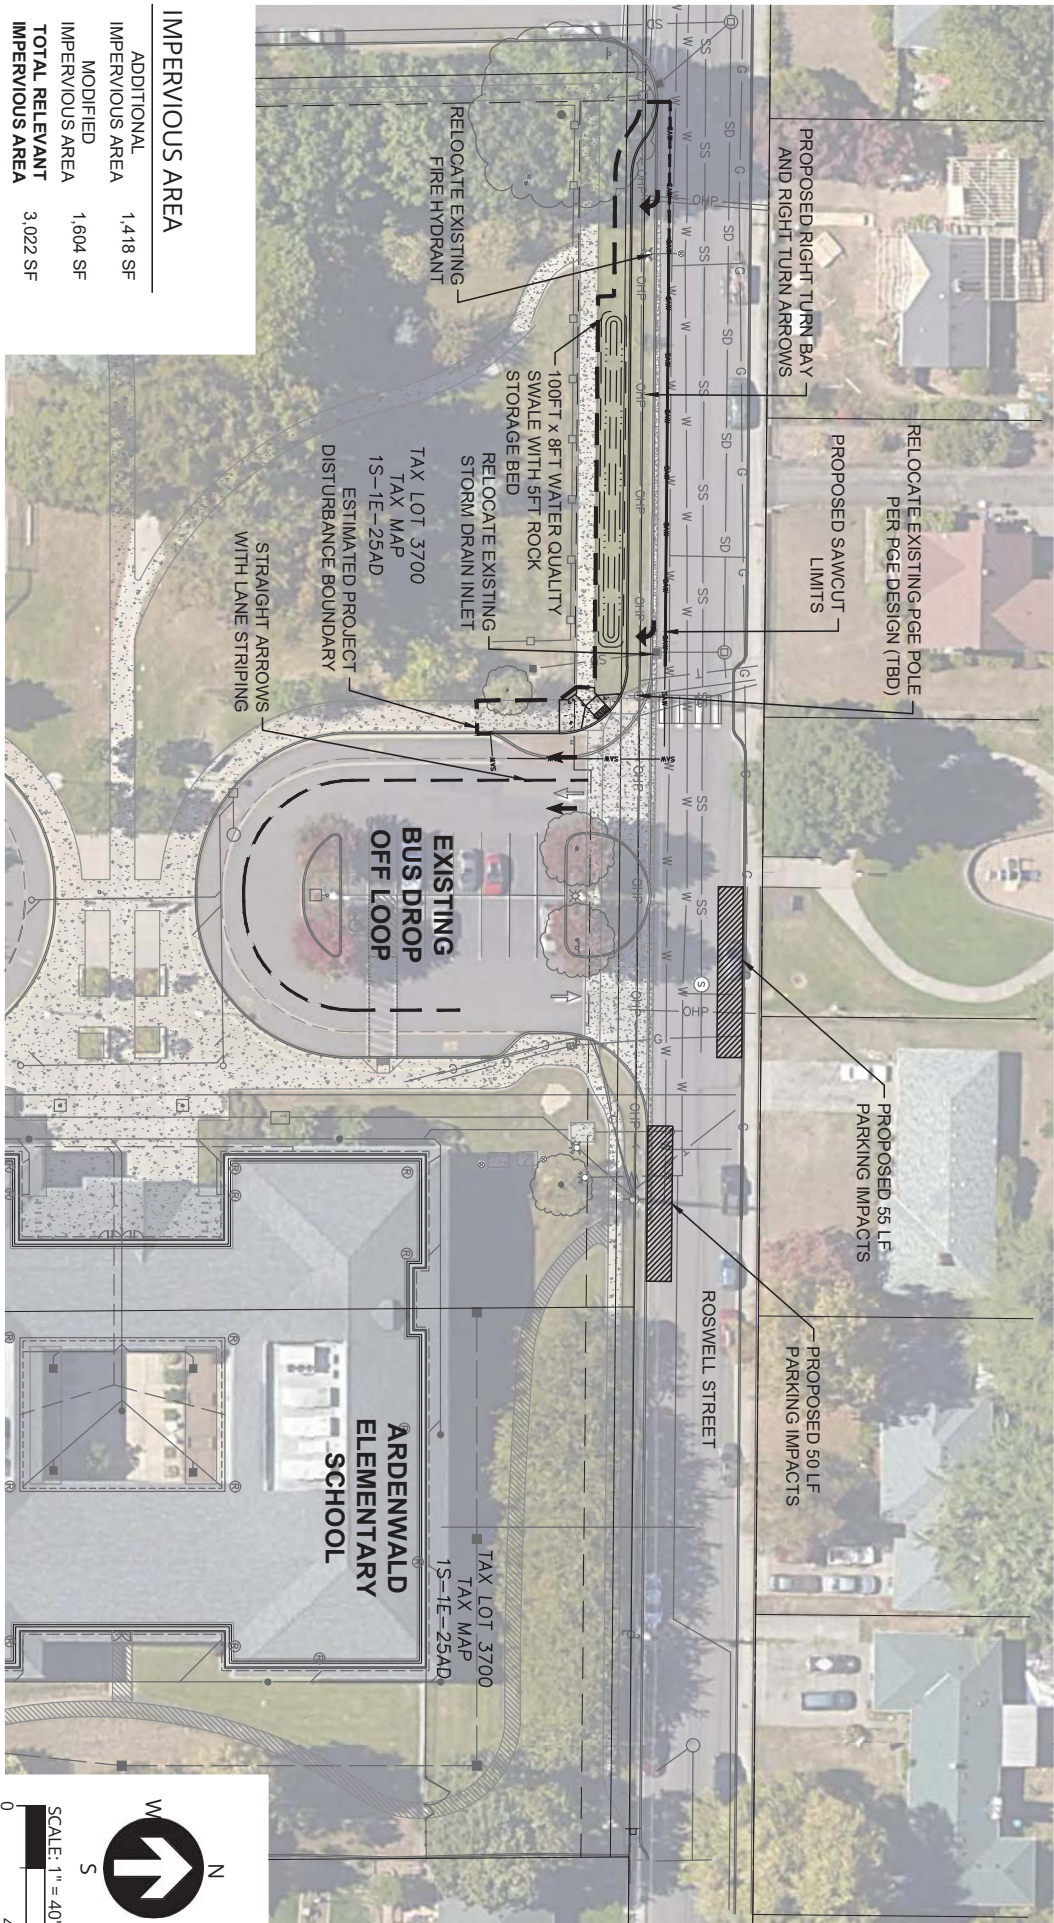 PROPOSED RIGHT TURN BAY
AND RIGHT TURN ARROWS
RELOCATE EXISTING PGE POLE
PER PGE DESIGN (TBD)
PROPOSED SAWCUT
LIMITS
PROPOSED 55 LF
PARKING IMPACTS
PROPOSED 50 LF
PARKING IMPACTS
ROSWELL STREET
RELOCATE EXISTING
FIRE HYDRANT
100FT x 8FT WATER QUALITY
SWALE WITH 5FT ROCK
STORAGE BED
RELOCATE EXISTING
STORM DRAIN INLET
TAX LOT 3700
TAX MAP
1S-1E-25AD
ESTIMATED PROJECT
DISTURBANCE BOUNDARY
STRAIGHT ARROWS
WITH LANE STRIPING
EXISTING
BUS DROP
OFF LOOP
ARDENWALD
ELEMENTARY
SCHOOL
TAX LOT 3700
TAX MAP
1S-1E-25AD
IMPERVIOUS AREA
ADDITIONAL
IMPERVIOUS AREA 1,418 SF
MODIFIED
IMPERVIOUS AREA 1,604 SF
TOTAL RELEVANT
IMPERVIOUS AREA 3,022 SF
N
W
S
SCALE: 1" = 40'
0